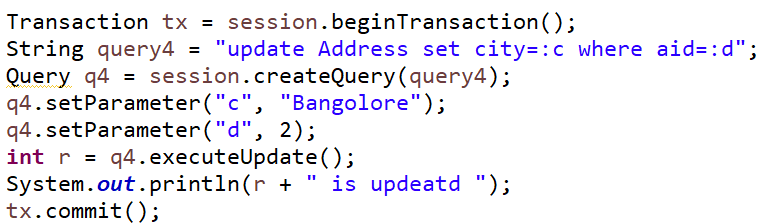 Transaction tx = session.beginTransaction();
String query4 = "update Address set city=:c where aid=:d";
Query q4 = session.createQuery(query4);
q4.setParameter("c", "Bangolore");
q4.setParameter("d", 2);
int r = q4.executeUpdate();
System.out.println(r + " is updeatd ");
tx.commit();